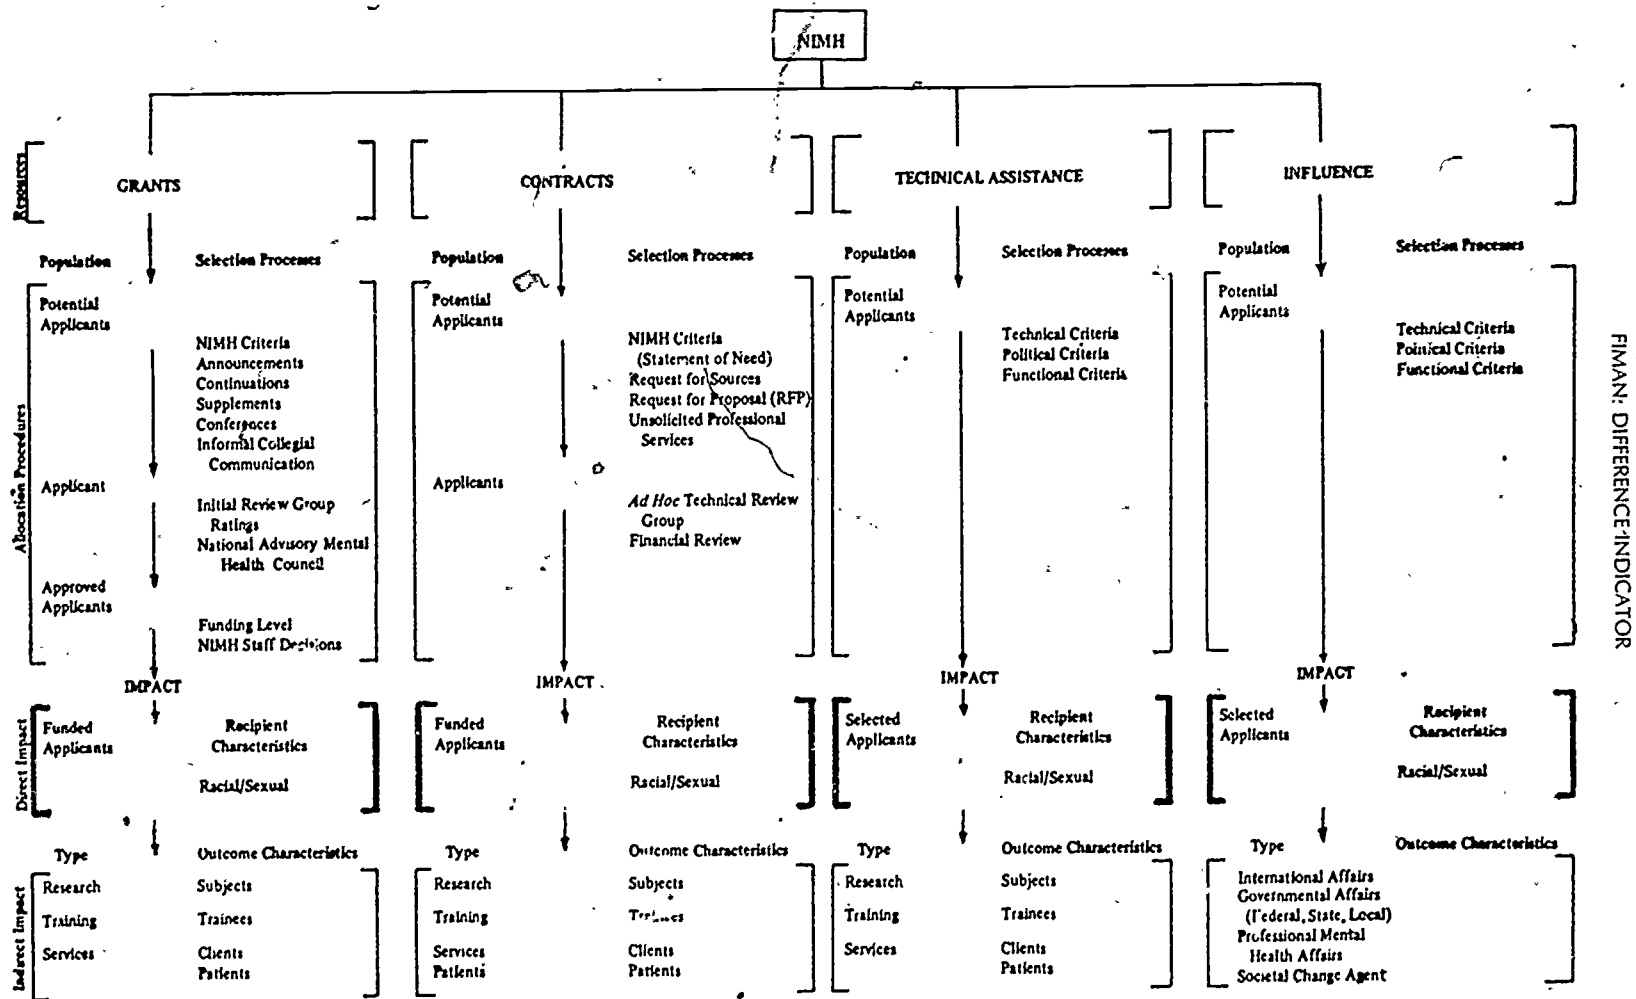 NIMH
Resources
GRANTS
CONTRACTS
TECHNICAL ASSISTANCE
INFLUENCE
Allocation Procedures
Population
Selection Processes
Potential
Applicants
NIMH Criteria
Announcements
Continuations
Supplements
Conferences
Informal Collegial
Communication
Applicant
Initial Review Group
Ratings
National Advisory Mental
Health Council
Approved
Applicants
Funding Level
NIMH Staff Decisions
Population
Selection Processes
Potential
Applicants
NIMH Criteria
(Statement of Need)
Request for Sources
Request for Proposal (RFP)
Unsolicited Professional
Services
Applicants
Ad Hoc Technical Review
Group
Financial Review
Population
Selection Processes
Potential
Applicants
Technical Criteria
Political Criteria
Functional Criteria
Population
Selection Processes
Potential
Applicants
Technical Criteria
Political Criteria
Functional Criteria
Direct Impact
IMPACT
Funded
Applicants
Recipient
Characteristics
Racial/Sexual
IMPACT
Funded
Applicants
Recipient
Characteristics
Racial/Sexual
IMPACT
Selected
Applicants
Recipient
Characteristics
Racial/Sexual
IMPACT
Selected
Applicants
Recipient
Characteristics
Racial/Sexual
Indirect Impact
Type
Outcome Characteristics
Research
Subjects
Training
Trainees
Services
Clients
Patients
Type
Outcome Characteristics
Research
Subjects
Training
Trainees
Services
Clients
Patients
Patients
Type
Outcome Characteristics
Research
Subjects
Training
Trainees
Services
Clients
Patients
Type
Outcome Characteristics
International Affairs
Governmental Affairs
(Federal, State, Local)
Professional Mental
Health Affairs
Societal Change Agent
FIMAN: DIFFERENCE INDICATOR